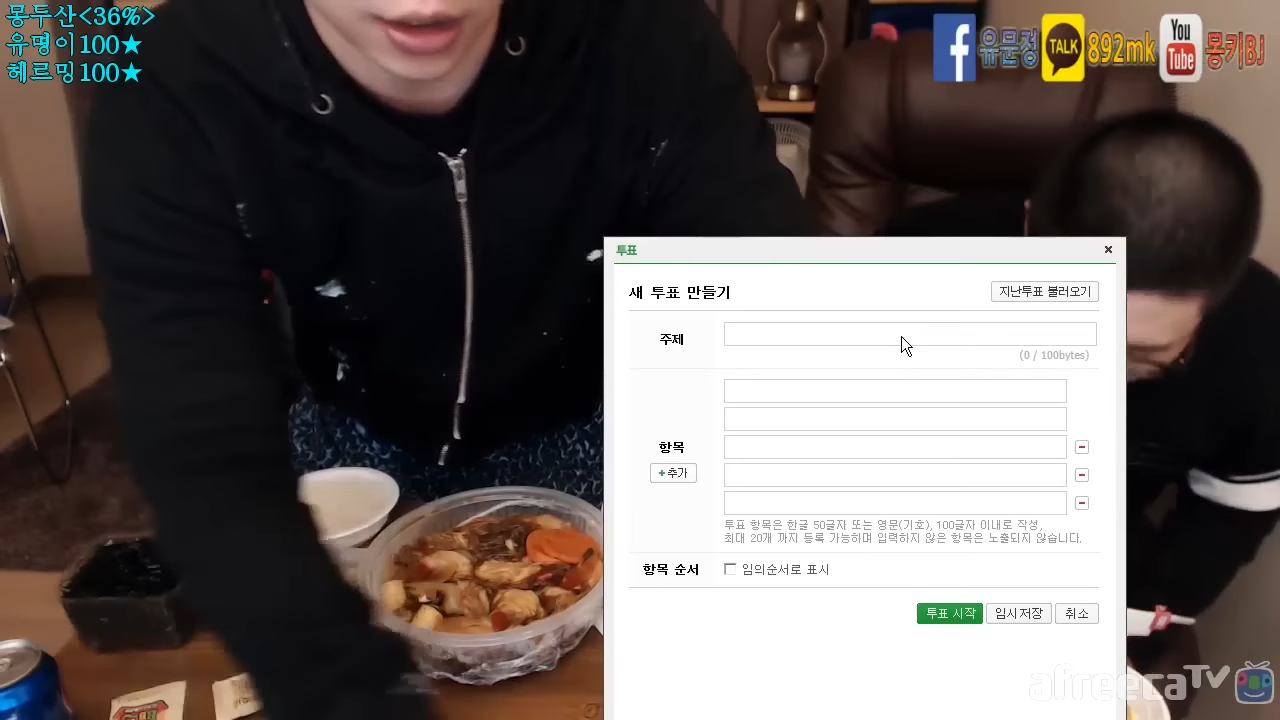 몽두산<36%>
유명이100★
헤르밍100★
f 유문정 TALK 892mk You Tube 몽키BJ
투표
새 투표 만들기
지난투표 불러오기
주제
(0 / 100bytes)
항목
+추가
투표 항목은 한글 50글자 또는 영문(기호), 100글자 이내로 작성,
최대 20개 까지 등록 가능하며 입력하지 않은 항목은 노출되지 않습니다.
항목 순서
임의순서로 표시
투표 시작
임시저장
취소
afreecaTV